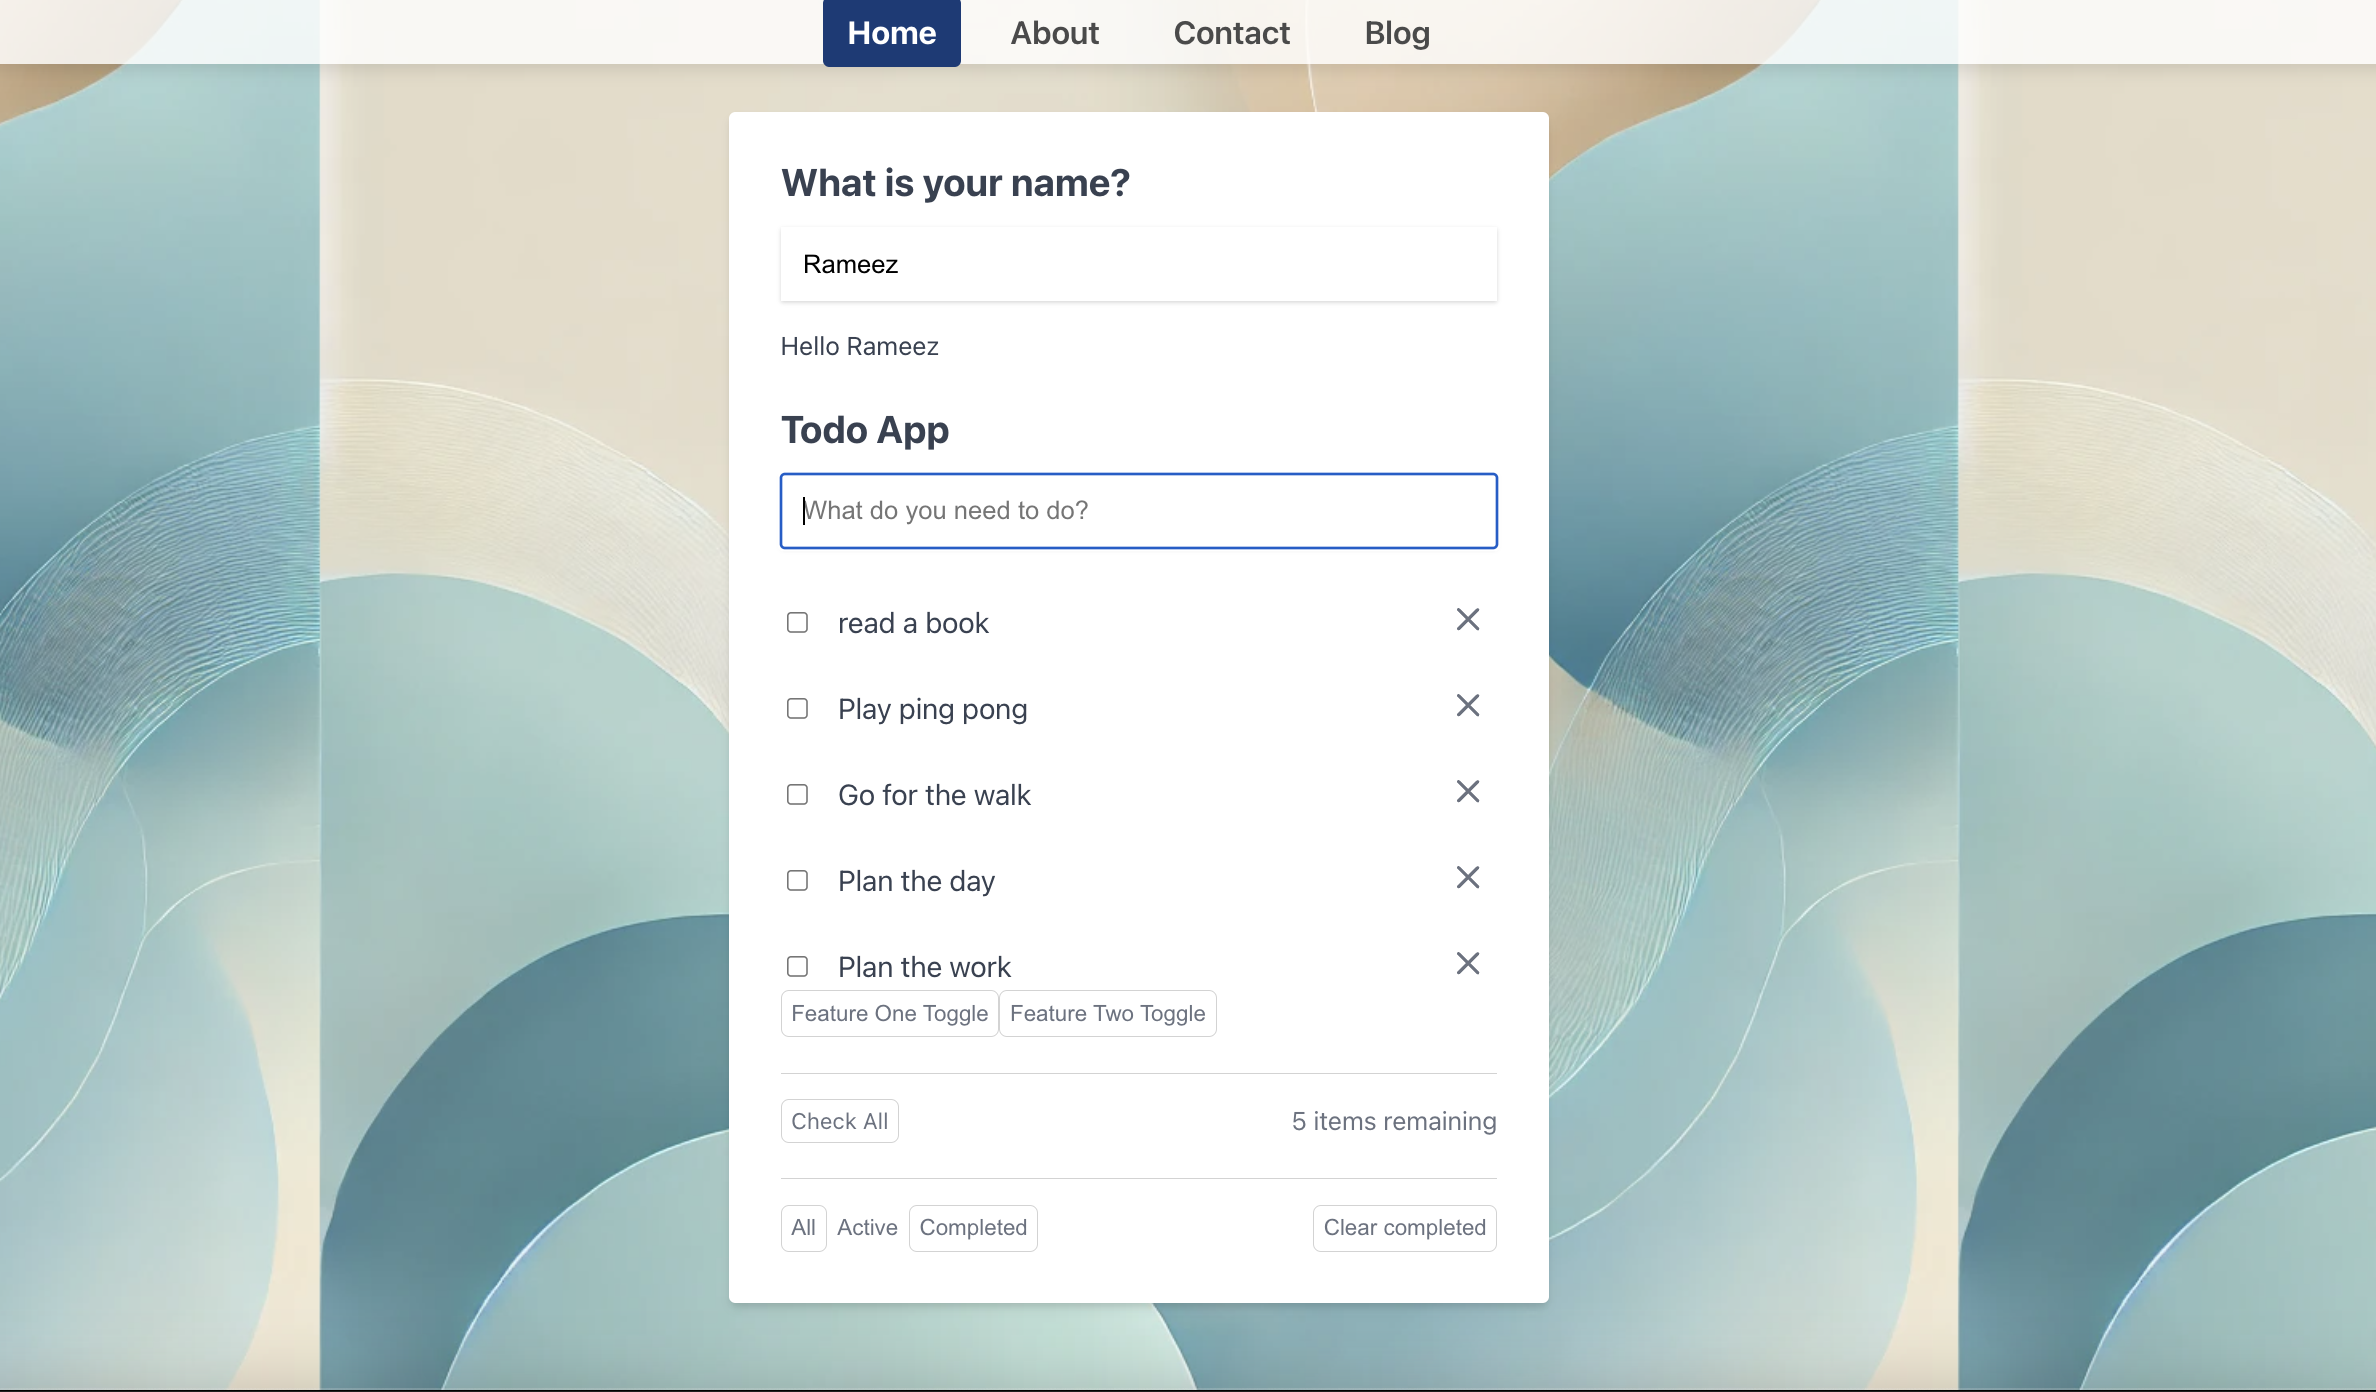 Home About Contact Blog
What is your name?
Rameez
Hello Rameez
Todo App
What do you need to do?
read a book
Play ping pong
Go for the walk
Plan the day
Plan the work
Feature One Toggle Feature Two Toggle
Check All 5 items remaining
All Active Completed Clear completed